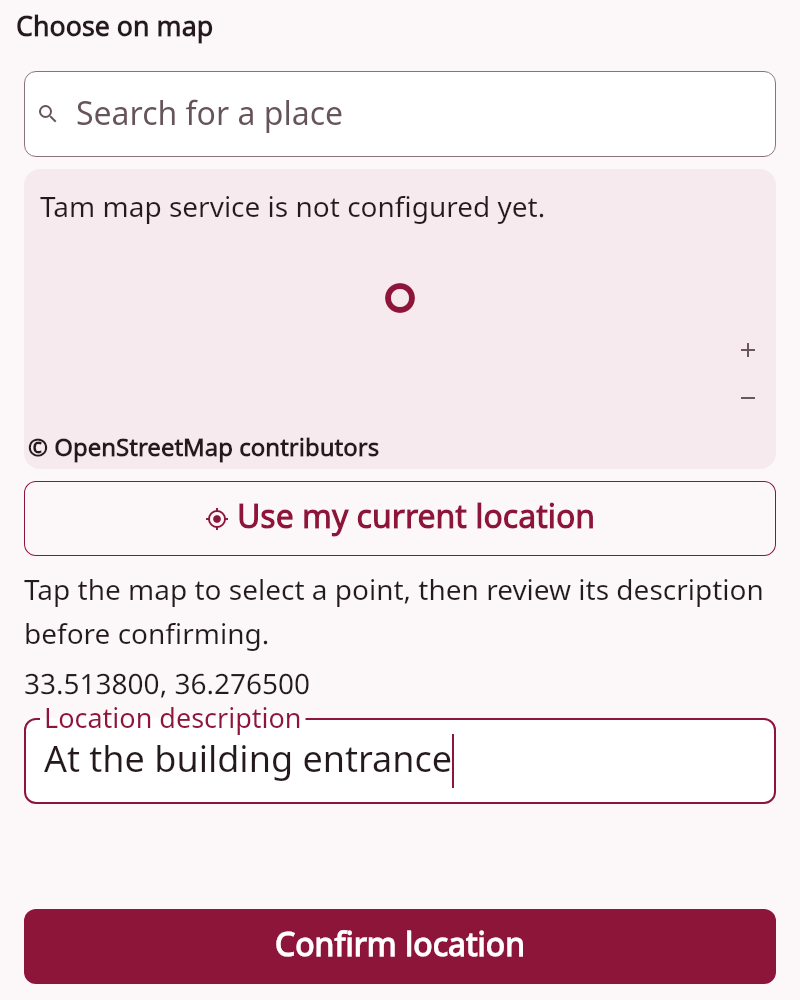 Choose on map
Search for a place
Tam map service is not configured yet.
+
−
© OpenStreetMap contributors
Use my current location
Tap the map to select a point, then review its description
before confirming.
33.513800, 36.276500
Location description
At the building entrance
Confirm location